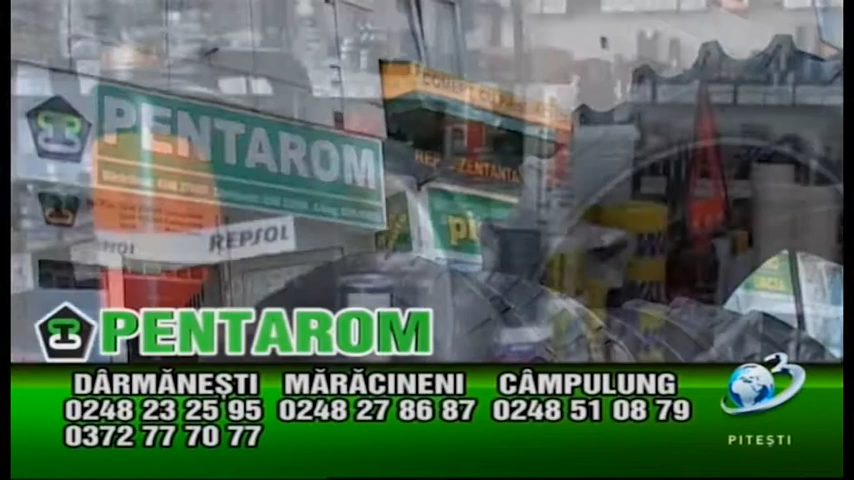 PENTAROM
REPSOL
PENTAROM
DÂRMĂNEȘTI MĂRĂCINENI CÂMPULUNG
0248 23 25 95 0248 27 86 87 0248 51 08 79
0372 77 70 77
3
PITEȘTI